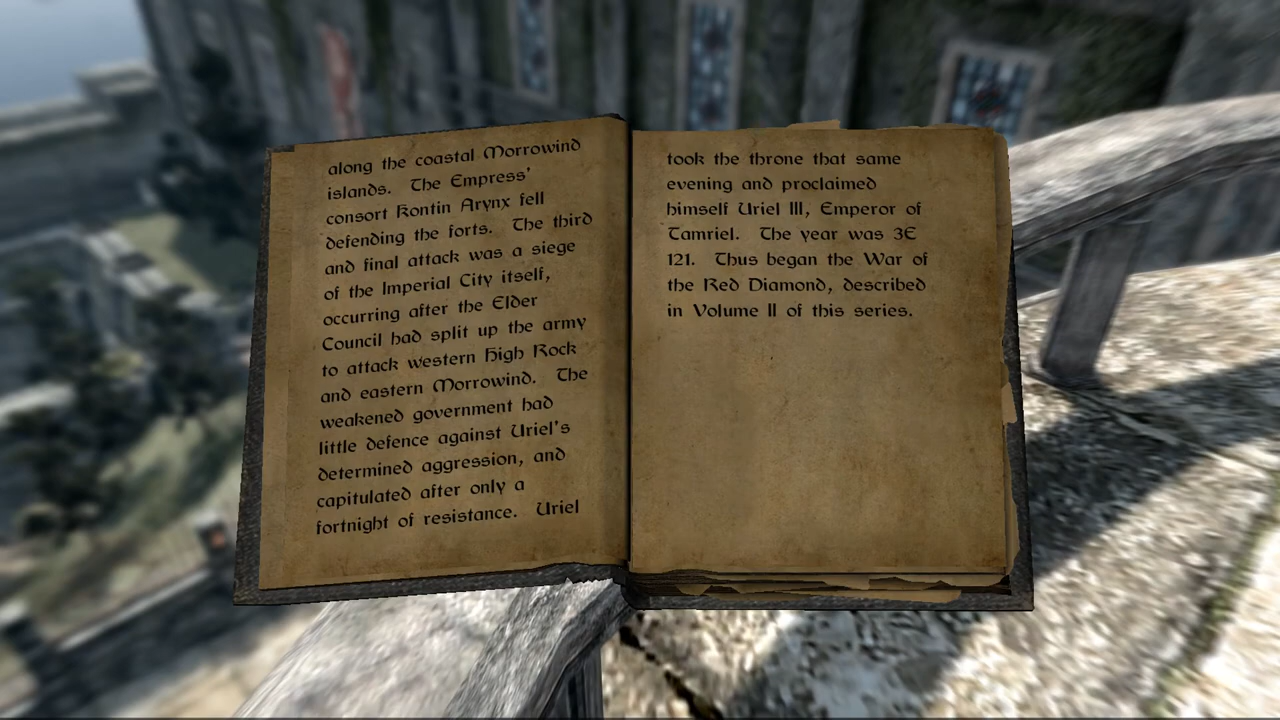 along the coastal Morrowind
islands. The Empress'
consort Kontin Arynx fell
defending the forts. The third
and final attack was a siege
of the Imperial City itself,
occurring after the Elder
Council had split up the army
to attack western High Rock
and eastern Morrowind. The
weakened government had
little defence against Uriel's
determined aggression, and
capitulated after only a
fortnight of resistance. Uriel
took the throne that same
evening and proclaimed
himself Uriel III, Emperor of
Tamriel. The year was 3E
121. Thus began the War of
the Red Diamond, described
in Volume II of this series.